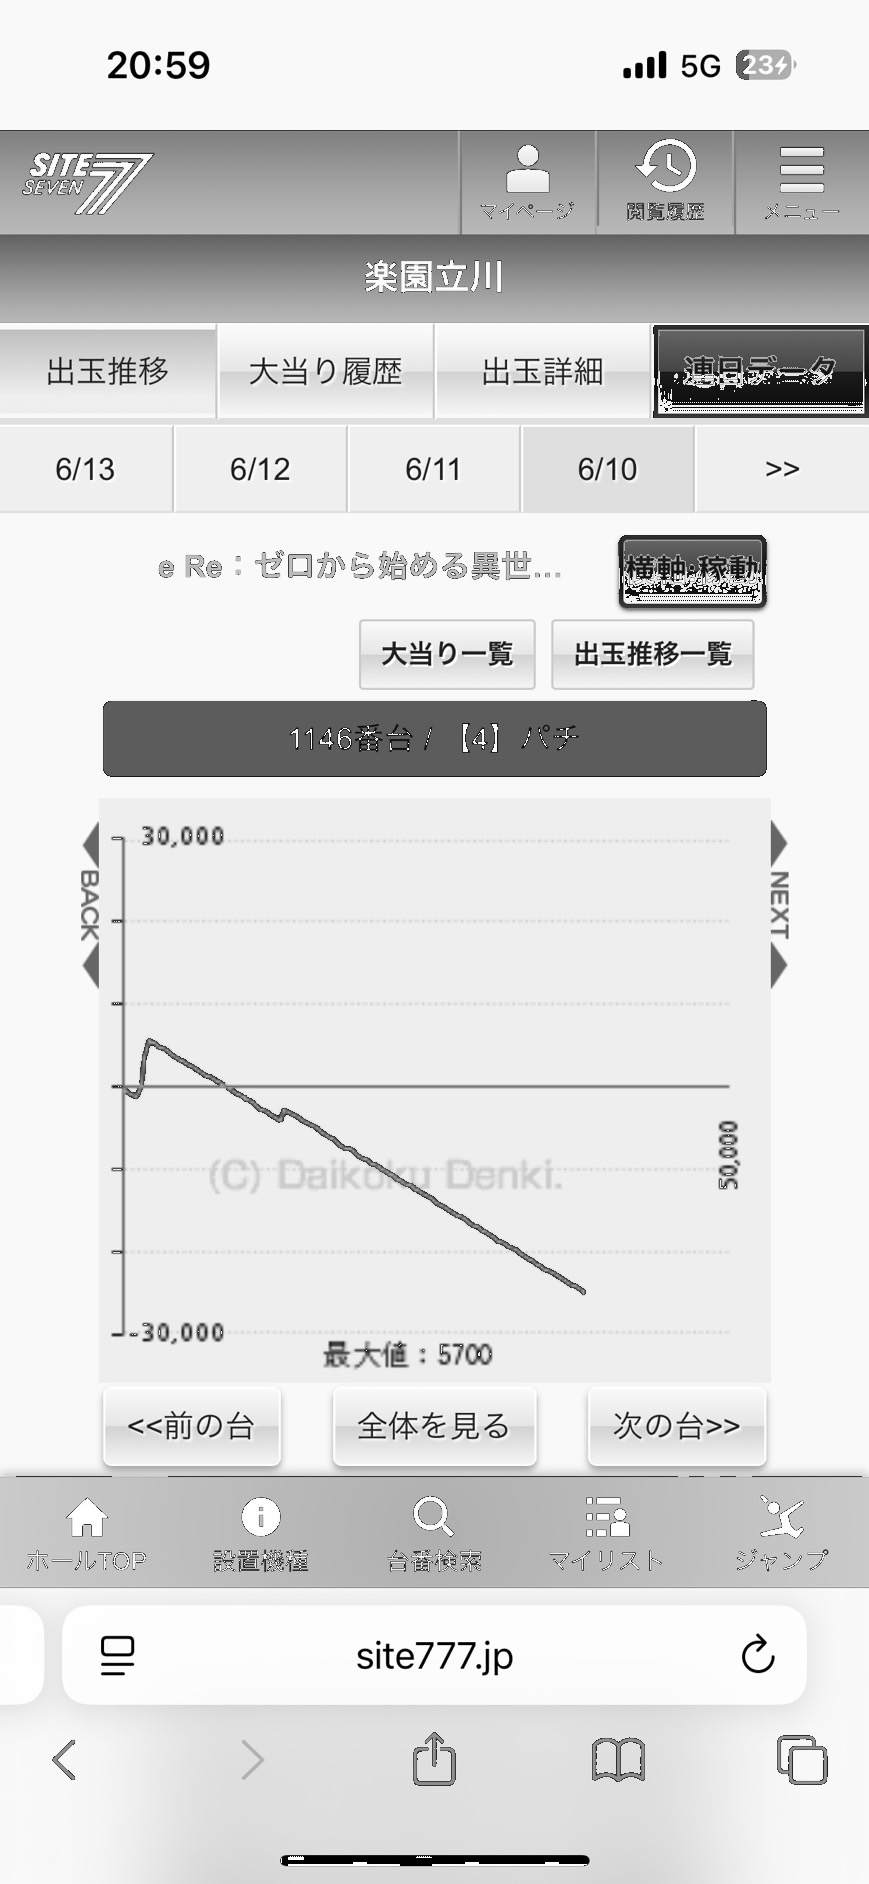 20:59
5G
23
SITE
SEVEN 77
マイページ
閲覧履歴
メニュー
楽園立川
出玉推移
大当り履歴
出玉詳細
連日データ
6/13
6/12
6/11
6/10
>>
e Re：ゼロから始める異世...
横軸:稼動
大当り一覧
出玉推移一覧
1146番台 / 【4】 パチ
30,000
BACK
NEXT
50,000
(C) Daikoku Denki.
-30,000
最大値：5700
<<前の台
全体を見る
次の台>>
ホールTOP
設置機種
台番検索
マイリスト
ジャンプ
site777.jp